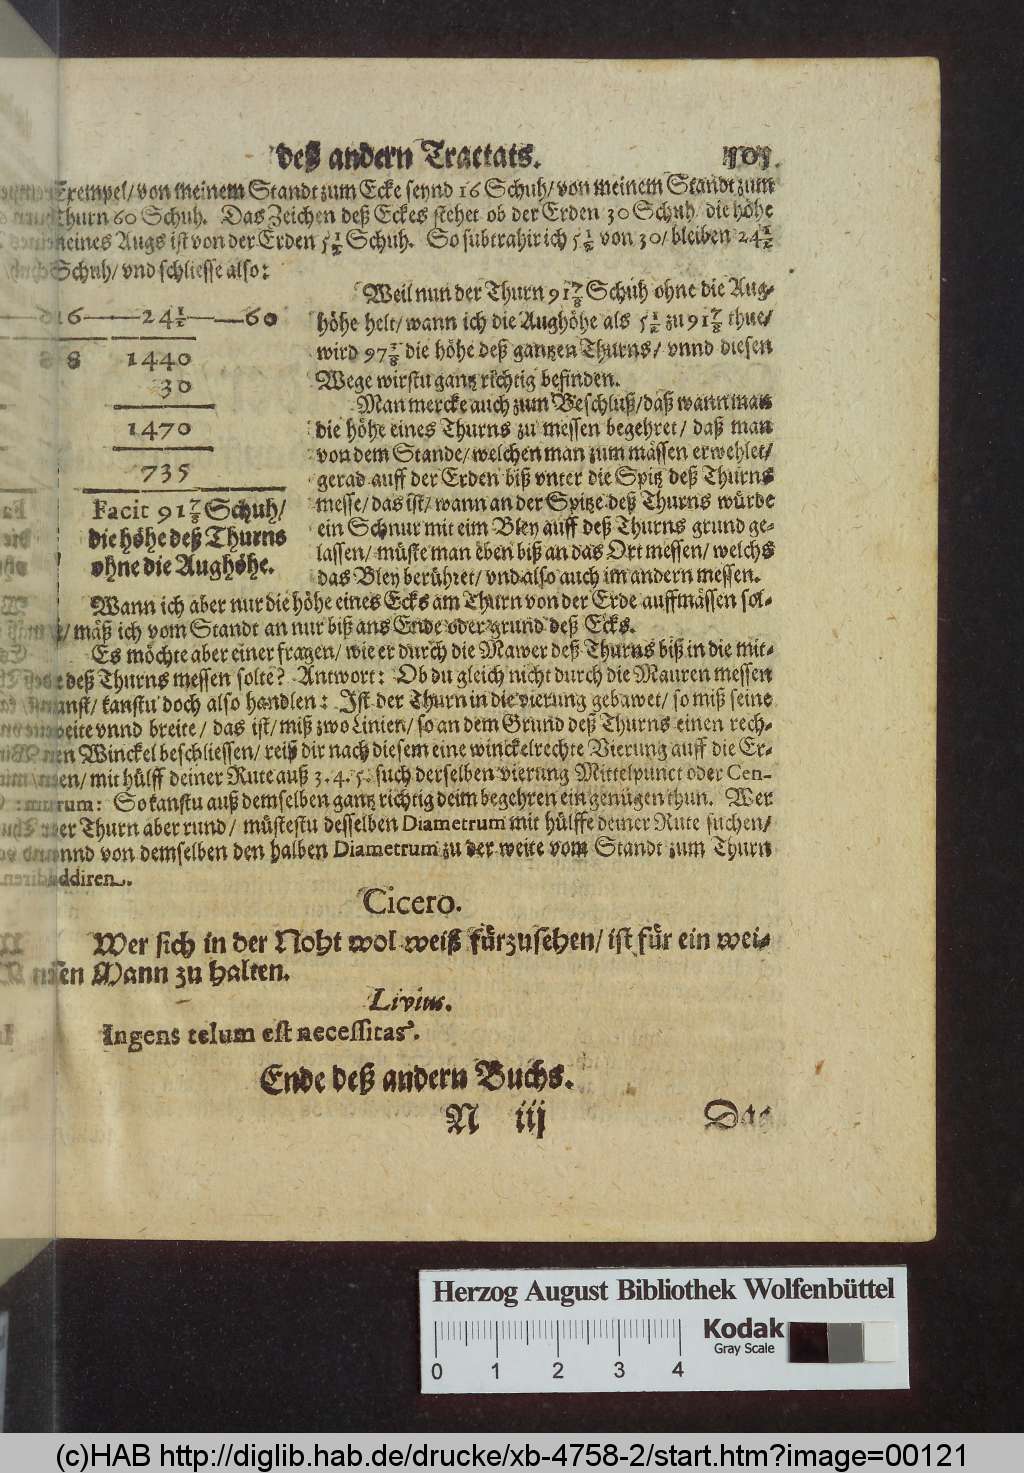 deß andern Tractats. 101.
Exempel/ von meinem Standt zum Ecke seynd 16 Schuh/ von meinem Standt zum
thurn 60 Schuh. Das Zeichen deß Eckes stehet ob der Erden 30 Schuh die höhe
meines Augs ist von der Erden 5½ Schuh. So subtrahir ich 5½ von 30/ bleiben 24½
Schuh/ vnd schliesse also:
16 — 24½ — 60
8 1440
30
1470
735
Facit 91⅞ Schuh/
die höhe deß Thurns
ohne die Aughöhe.
Weil nun der Thurn 91⅞ Schuh ohne die Aug-
höhe helt/ wann ich die Aughöhe als 5½ zu 91⅞ thue/
wird 97⅜ die höhe deß gantzen Thurns/ vnnd diesen
Wege wirstu gantz richtig befinden.
Man mercke auch zum Beschluß/ daß wann man
die höhe eines Thurns zu messen begehret/ daß man
von dem Stande/ welchen man zum mässen erwehlet/
gerad auff der Erden biß vnter die Spitz deß Thurns
messe/ das ist/ wann an der Spitze deß Thurns würde
ein Schnur mit eim Bley auff deß Thurns grund ge-
lassen/ müste man eben biß an das Ort messen/ welchs
das Bley berühret/ vnd also auch im andern messen.
Wann ich aber nur die höhe eines Ecks am Thurn von der Erde auffmässen sol-
/ mäß ich vom Standt an nur biß ans Ende oder grund deß Ecks.
Es möchte aber einer fragen/ wie er durch die Mawer deß Thurns biß in die mit-
deß Thurns messen solte? Antwort: Ob du gleich nicht durch die Mauren messen
kanst/ kanstu doch also handlen: Ist der Thurn in die vierung gebawet/ so miß seine
weite vnnd breite/ das ist/ miß zwo Linien/ so an dem Grund deß Thurns einen rech-
ten Winckel beschliessen/ reiß dir nach diesem eine winckelrechte Vierung auff die Er-
den/ mit hülff deiner Rute auß 3. 4. 5. such derselben vierung Mittelpunct oder Cen-
trum: So kanstu auß demselben gantz richtig deim begehren ein genügen thun. Wer
der Thurn aber rund/ müstestu desselben Diametrum mit hülffe deiner Rute suchen/
vnnd von demselben den halben Diametrum zu der weite vom Standt zum Thurn
addiren.
Cicero.
Wer sich in der Noht wol weiß fürzusehen/ ist für ein wei-
sen Mann zu halten.
Livius.
Ingens telum est necessitas.
Ende deß andern Buchs.
N iij Das
Herzog August Bibliothek Wolfenbüttel
Kodak
Gray Scale
0 1 2 3 4
(c)HAB http://diglib.hab.de/drucke/xb-4758-2/start.htm?image=00121